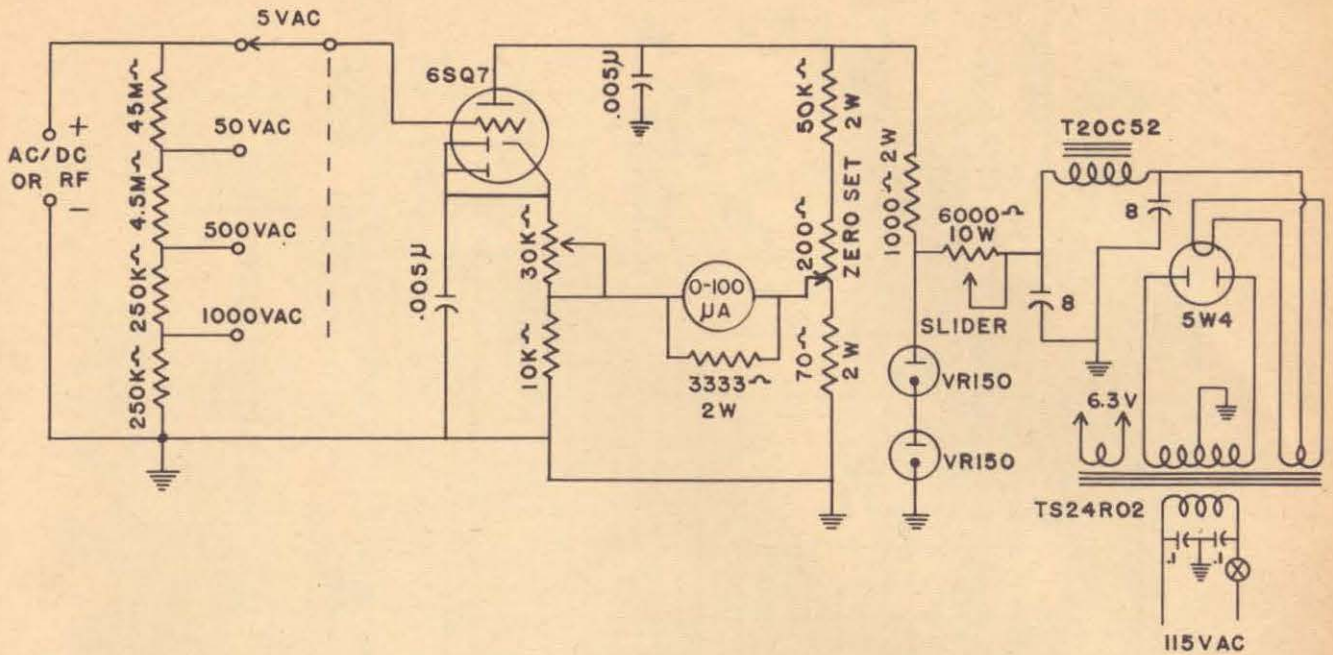 5 VAC
+
AC/DC
OR RF
−
45M~
50 VAC
4.5M~
500 VAC
250K~
1000 VAC
250K~
6SQ7
.005µ
30K~
10K~
.005µ
0-100
µA
3333~
2W
50K~
2W
200~
ZERO SET
70~
2W
1000~ 2W
6000~
10W
SLIDER
VR150
VR150
T20C52
8
8
5W4
6.3V
TS24R02
.1
.1
115 VAC